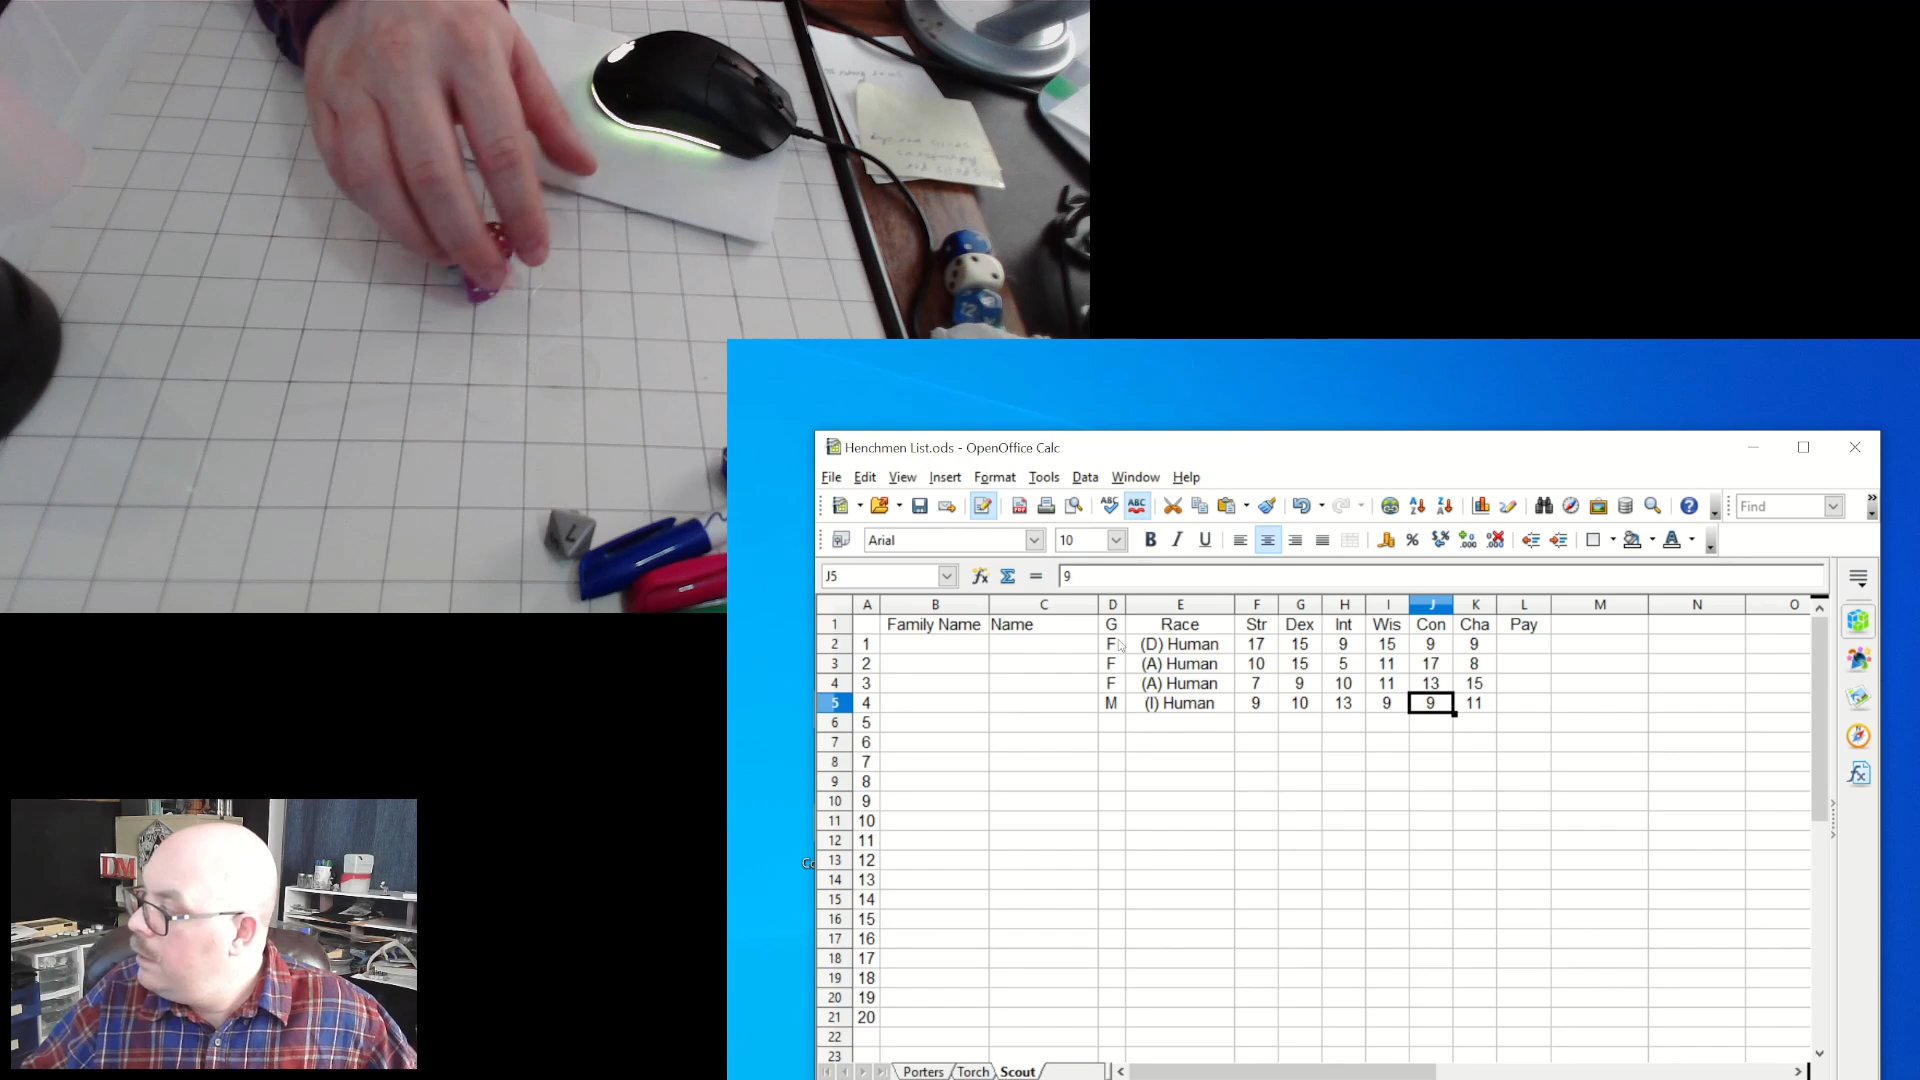 Henchmen List.ods - OpenOffice Calc
File Edit View Insert Format Tools Data Window Help
ABC ABC Find
Arial 10 B I U
J5 9
A B C D E F G H I J K L M N O
1 Family Name Name G Race Str Dex Int Wis Con Cha Pay
2 1 F (D) Human 17 15 9 15 9 9
3 2 F (A) Human 10 15 5 11 17 8
4 3 F (A) Human 7 9 10 11 13 15
5 4 M (I) Human 9 10 13 9 9 11
6 5
7 6
8 7
9 8
10 9
11 10
12 11
13 12
14 13
15 14
16 15
17 16
18 17
19 18
20 19
21 20
22
23
Porters Torch Scout
DM
12